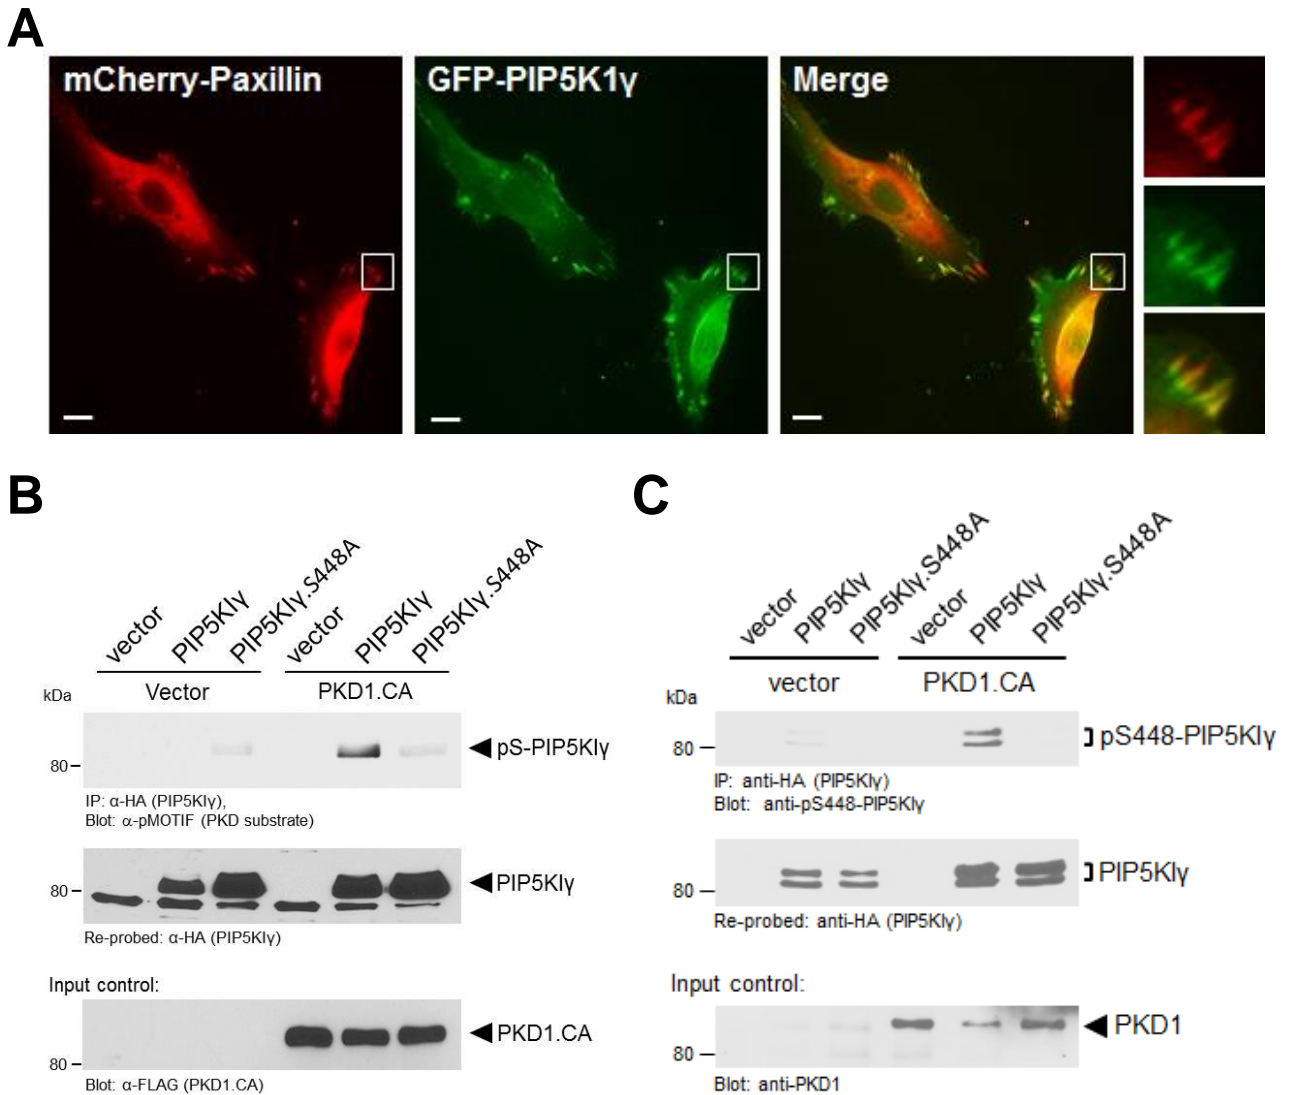 A
mCherry-Paxillin
GFP-PIP5K1γ
Merge
B
vector
PIP5KIγ
PIP5KIγ.S448A
vector
PIP5KIγ
PIP5KIγ.S448A
Vector
PKD1.CA
kDa
pS-PIP5KIγ
80
IP: α-HA (PIP5KIγ),
Blot: α-pMOTIF (PKD substrate)
80
PIP5KIγ
Re-probed: α-HA (PIP5KIγ)
Input control:
PKD1.CA
80
Blot: α-FLAG (PKD1.CA)
C
vector
PIP5KIγ
PIP5KIγ.S448A
vector
PIP5KIγ
PIP5KIγ.S448A
vector
PKD1.CA
kDa
pS448-PIP5KIγ
80
IP: anti-HA (PIP5KIγ)
Blot: anti-pS448-PIP5KIγ
PIP5KIγ
80
Re-probed: anti-HA (PIP5KIγ)
Input control:
PKD1
80
Blot: anti-PKD1